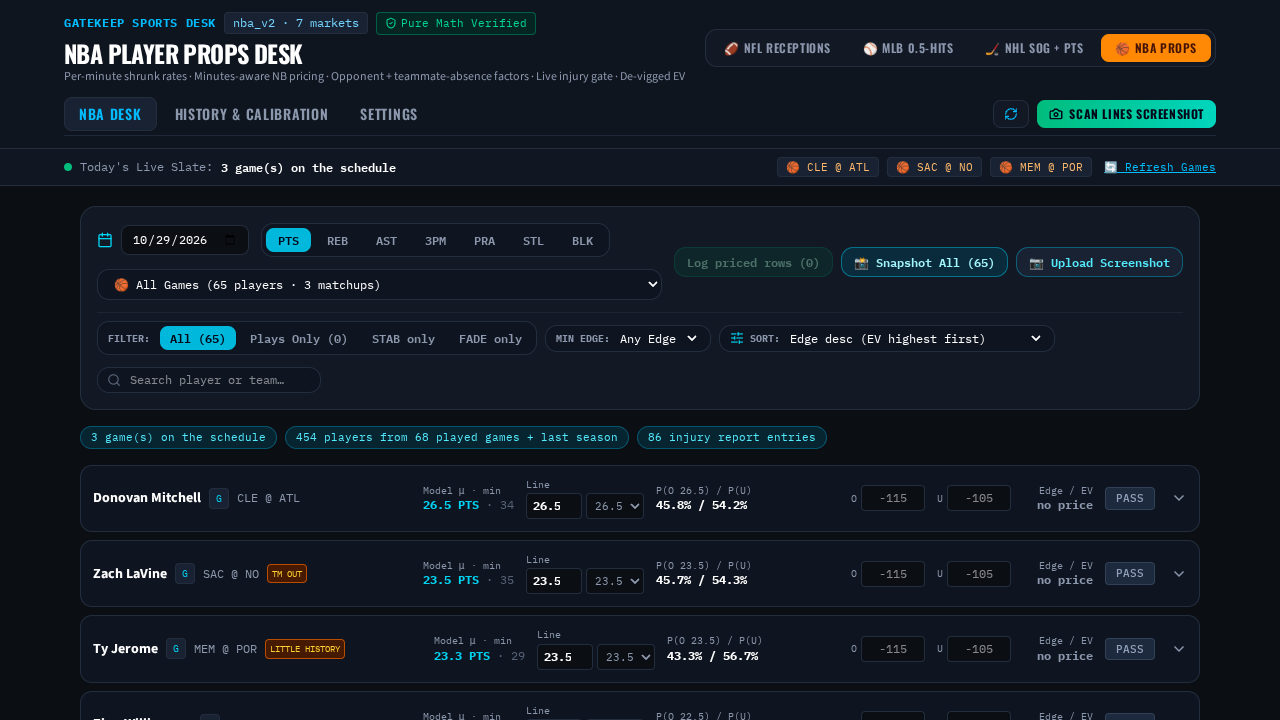 GATEKEEP SPORTS DESK nba_v2 · 7 markets Pure Math Verified
NBA PLAYER PROPS DESK
Per-minute shrunk rates · Minutes-aware NB pricing · Opponent + teammate-absence factors · Live injury gate · De-vigged EV
🏈 NFL RECEPTIONS ⚾ MLB 0.5-HITS 🏒 NHL SOG + PTS 🏀 NBA PROPS
NBA DESK HISTORY & CALIBRATION SETTINGS
SCAN LINES SCREENSHOT
Today's Live Slate: 3 game(s) on the schedule 🏀 CLE @ ATL 🏀 SAC @ NO 🏀 MEM @ POR 🔄 Refresh Games
10/29/2026 PTS REB AST 3PM PRA STL BLK
Log priced rows (0) 📸 Snapshot All (65) 📷 Upload Screenshot
🏀 All Games (65 players · 3 matchups)
FILTER: All (65) Plays Only (0) STAB only FADE only MIN EDGE: Any Edge SORT: Edge desc (EV highest first)
Search player or team…
3 game(s) on the schedule 454 players from 68 played games + last season 86 injury report entries
Model μ · min Line P(O 26.5) / P(U) Edge / EV
Donovan Mitchell G CLE @ ATL 26.5 PTS · 34 26.5 26.5 45.8% / 54.2% O -115 U -105 no price PASS
Model μ · min Line P(O 23.5) / P(U) Edge / EV
Zach LaVine G SAC @ NO TM OUT 23.5 PTS · 35 23.5 23.5 45.7% / 54.3% O -115 U -105 no price PASS
Model μ · min Line P(O 23.5) / P(U) Edge / EV
Ty Jerome G MEM @ POR LITTLE HISTORY 23.3 PTS · 29 23.5 23.5 43.3% / 56.7% O -115 U -105 no price PASS
Model μ · min Line P(O 22.5) / P(U) Edge / EV